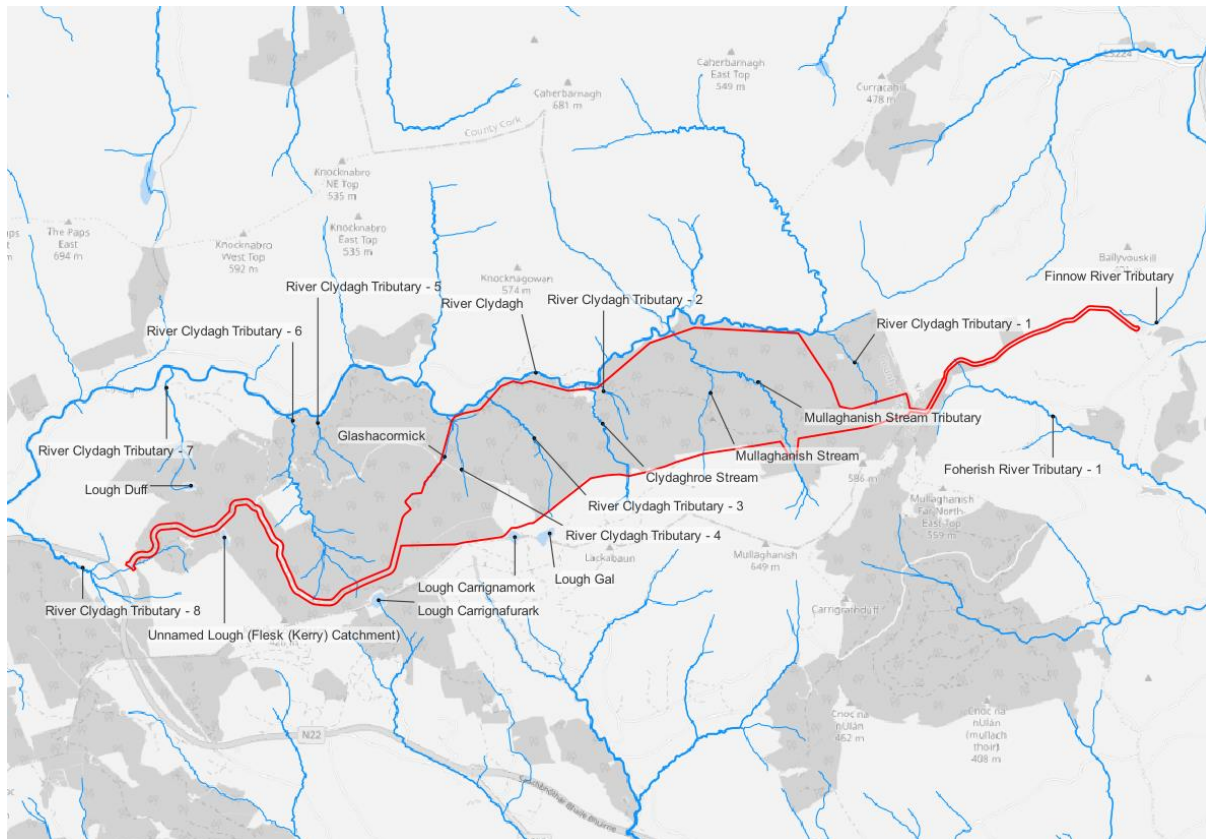 Caherbarnagh
East Top
549 m
Caherbarnagh
681 m
478 m
County Cork
Knocknabro
NE Top
535 m
The Paps
East
694 m
Knocknabro
West Top
592 m
Knocknabro
East Top
535 m
Knocknagowan
574 m
Ballyvouskill
Finnow River Tributary
River Clydagh Tributary - 5
River Clydagh
River Clydagh Tributary - 2
River Clydagh Tributary - 6
River Clydagh Tributary - 1
Mullaghanish Stream Tributary
Glashacormick
River Clydagh Tributary - 7
Mullaghanish Stream
Foherish River Tributary - 1
Clydaghroe Stream
Lough Duff
586 m
River Clydagh Tributary - 3
Mullaghanish
Far North-
East Top
559 m
River Clydagh Tributary - 4
Lackabaun
Mullaghanish
649 m
Lough Gal
Lough Carrignamork
River Clydagh Tributary - 8
Lough Carrignafurark
Carrigranduff
Unnamed Lough (Flesk (Kerry) Catchment)
Cnoc na
nUlán
462 m
Cnoc na
nUlán
(mullach
thoir)
408 m
N22